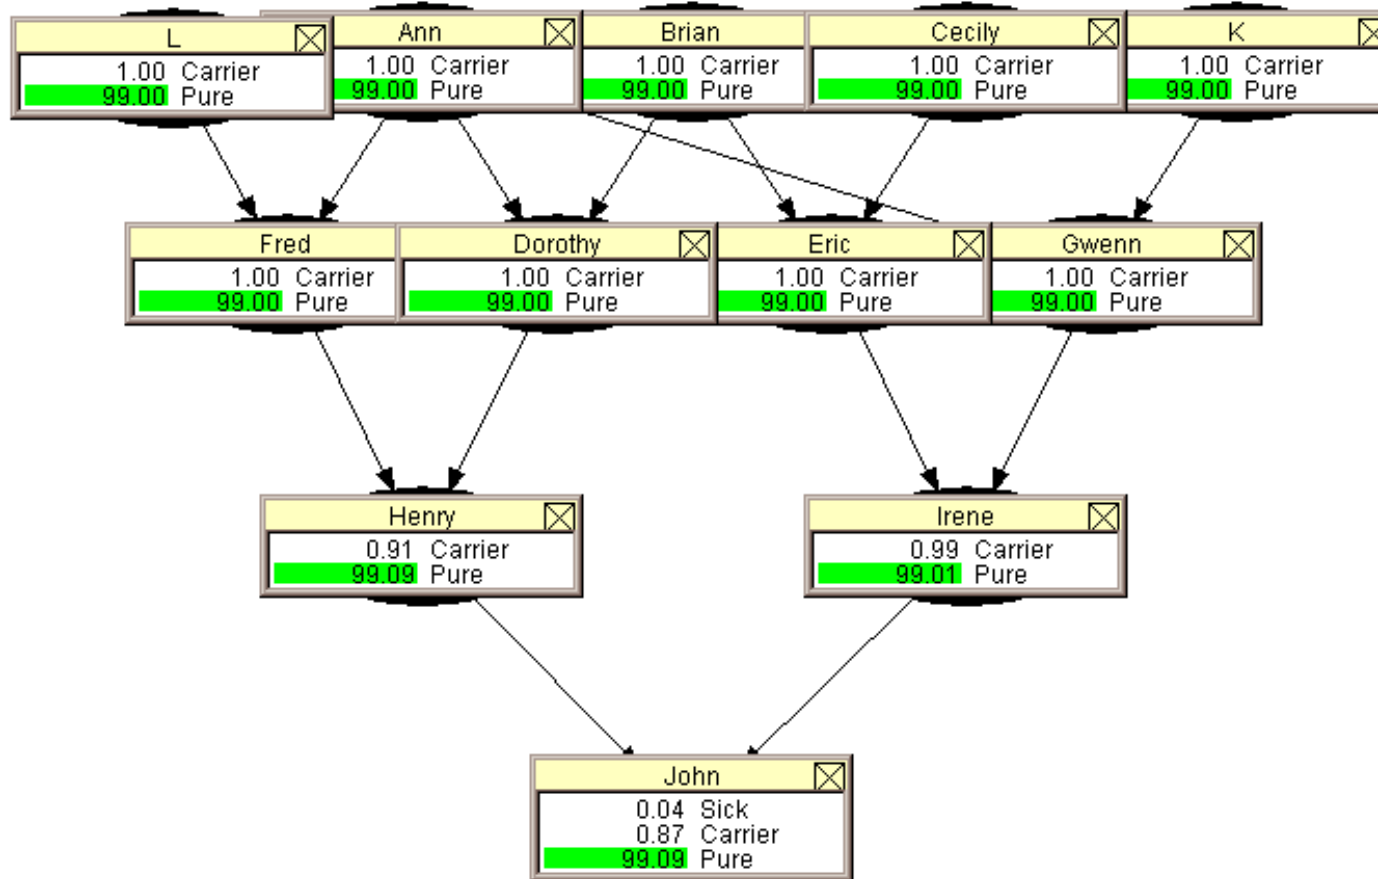 L
1.00 Carrier
99.00 Pure
Ann
1.00 Carrier
99.00 Pure
Brian
1.00 Carrier
99.00 Pure
Cecily
1.00 Carrier
99.00 Pure
K
1.00 Carrier
99.00 Pure
Fred
1.00 Carrier
99.00 Pure
Dorothy
1.00 Carrier
99.00 Pure
Eric
1.00 Carrier
99.00 Pure
Gwenn
1.00 Carrier
99.00 Pure
Henry
0.91 Carrier
99.09 Pure
Irene
0.99 Carrier
99.01 Pure
John
0.04 Sick
0.87 Carrier
99.09 Pure